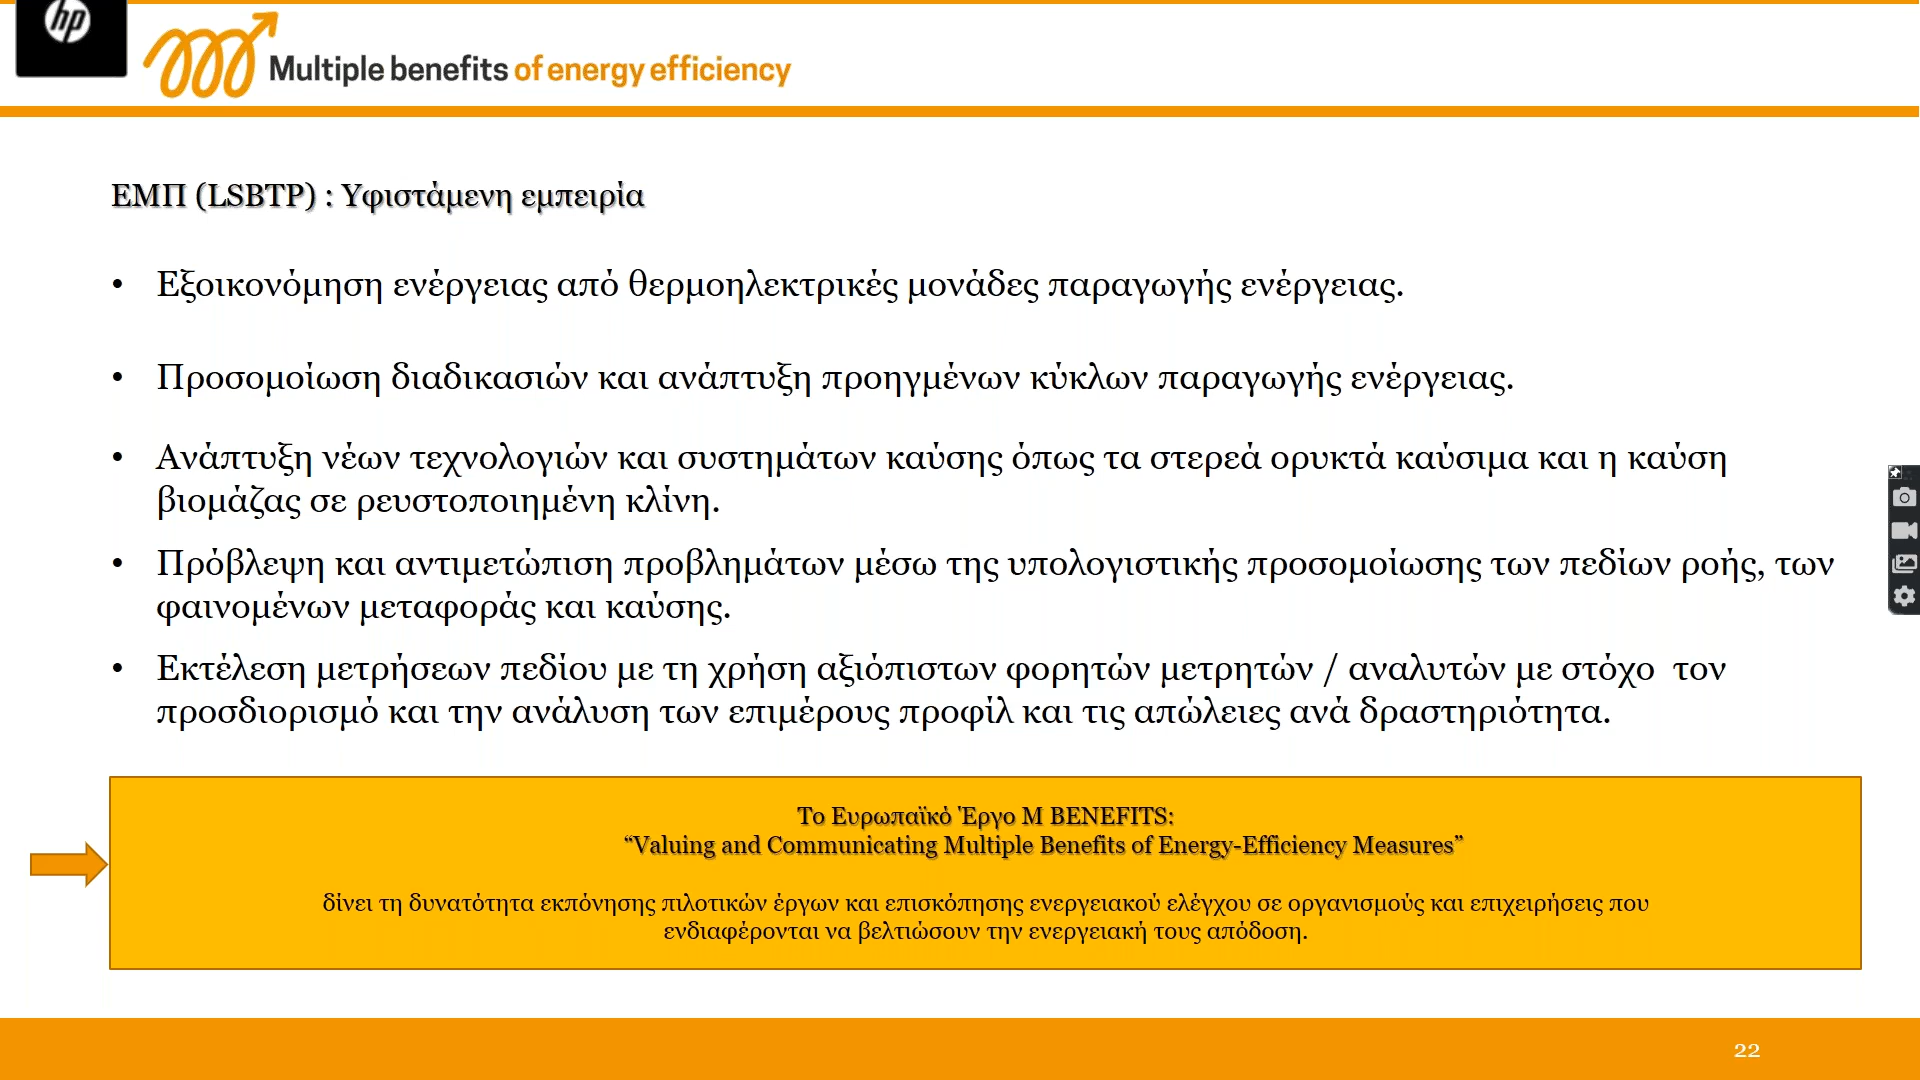 hp
Multiple benefits of energy efficiency
ΕΜΠ (LSBTP) : Υφιστάμενη εμπειρία
• Εξοικονόμηση ενέργειας από θερμοηλεκτρικές μονάδες παραγωγής ενέργειας.
• Προσομοίωση διαδικασιών και ανάπτυξη προηγμένων κύκλων παραγωγής ενέργειας.
• Ανάπτυξη νέων τεχνολογιών και συστημάτων καύσης όπως τα στερεά ορυκτά καύσιμα και η καύση
βιομάζας σε ρευστοποιημένη κλίνη.
• Πρόβλεψη και αντιμετώπιση προβλημάτων μέσω της υπολογιστικής προσομοίωσης των πεδίων ροής, των
φαινομένων μεταφοράς και καύσης.
• Εκτέλεση μετρήσεων πεδίου με τη χρήση αξιόπιστων φορητών μετρητών / αναλυτών με στόχο  τον
προσδιορισμό και την ανάλυση των επιμέρους προφίλ και τις απώλειες ανά δραστηριότητα.
Το Ευρωπαϊκό Έργο M BENEFITS:
“Valuing and Communicating Multiple Benefits of Energy-Efficiency Measures”
δίνει τη δυνατότητα εκπόνησης πιλοτικών έργων και επισκόπησης ενεργειακού ελέγχου σε οργανισμούς και επιχειρήσεις που
ενδιαφέρονται να βελτιώσουν την ενεργειακή τους απόδοση.
22